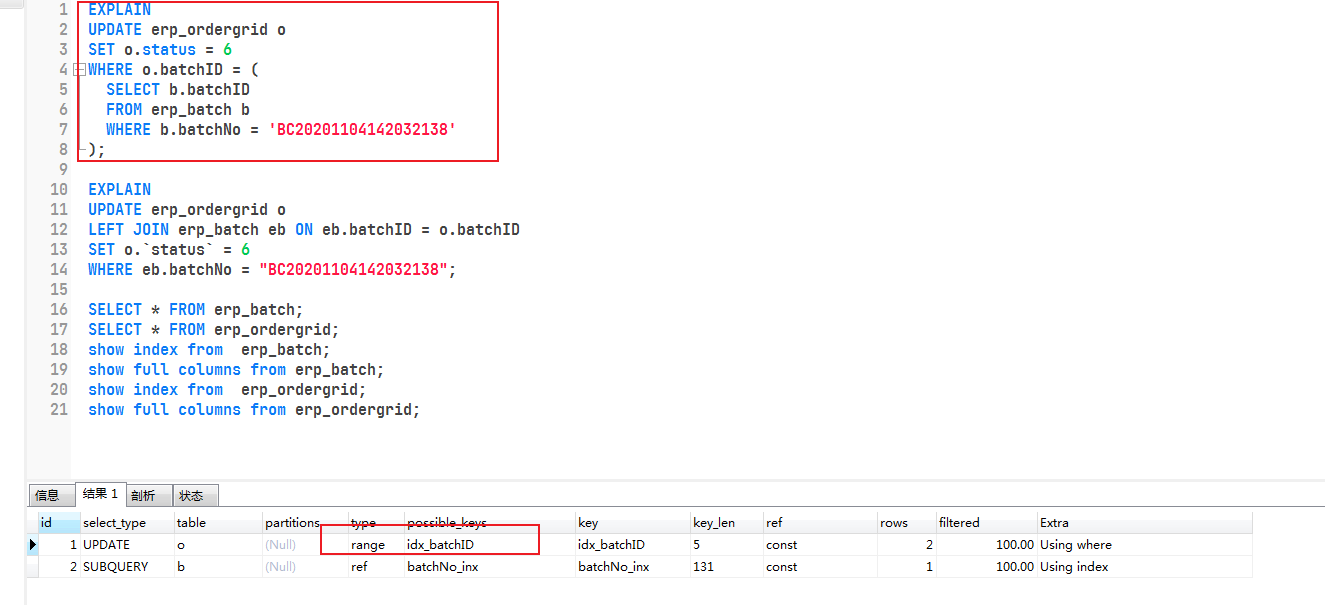 1 EXPLAIN
2 UPDATE erp_ordergrid o
3 SET o.status = 6
4 WHERE o.batchID = (
5 SELECT b.batchID
6 FROM erp_batch b
7 WHERE b.batchNo = 'BC20201104142032138'
8 );
9
10 EXPLAIN
11 UPDATE erp_ordergrid o
12 LEFT JOIN erp_batch eb ON eb.batchID = o.batchID
13 SET o.`status` = 6
14 WHERE eb.batchNo = "BC20201104142032138";
15
16 SELECT * FROM erp_batch;
17 SELECT * FROM erp_ordergrid;
18 show index from  erp_batch;
19 show full columns from erp_batch;
20 show index from  erp_ordergrid;
21 show full columns from erp_ordergrid;
信息 结果 1 剖析 状态
id select_type table partitions type possible_keys key key_len ref rows filtered Extra
1 UPDATE o (Null) range idx_batchID idx_batchID 5 const 2 100.00 Using where
2 SUBQUERY b (Null) ref batchNo_inx batchNo_inx 131 const 1 100.00 Using index